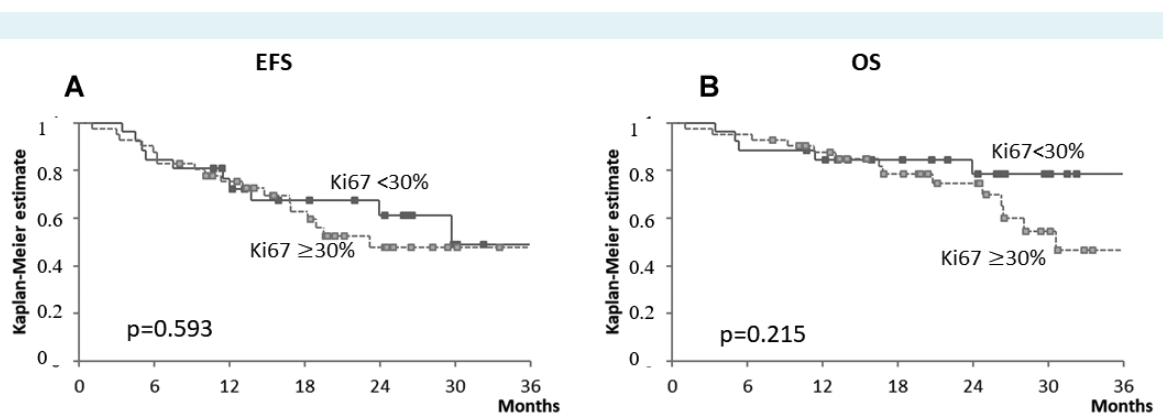 EFS
A
Kaplan-Meier estimate
1
0.8
0.6
0.4
0.2
0
Ki67 <30%
Ki67 ≥30%
p=0.593
0 6 12 18 24 30 36
Months
OS
B
Kaplan-Meier estimate
1
0.8
0.6
0.4
0.2
0
Ki67<30%
Ki67 ≥30%
p=0.215
0 6 12 18 24 30 36
Months